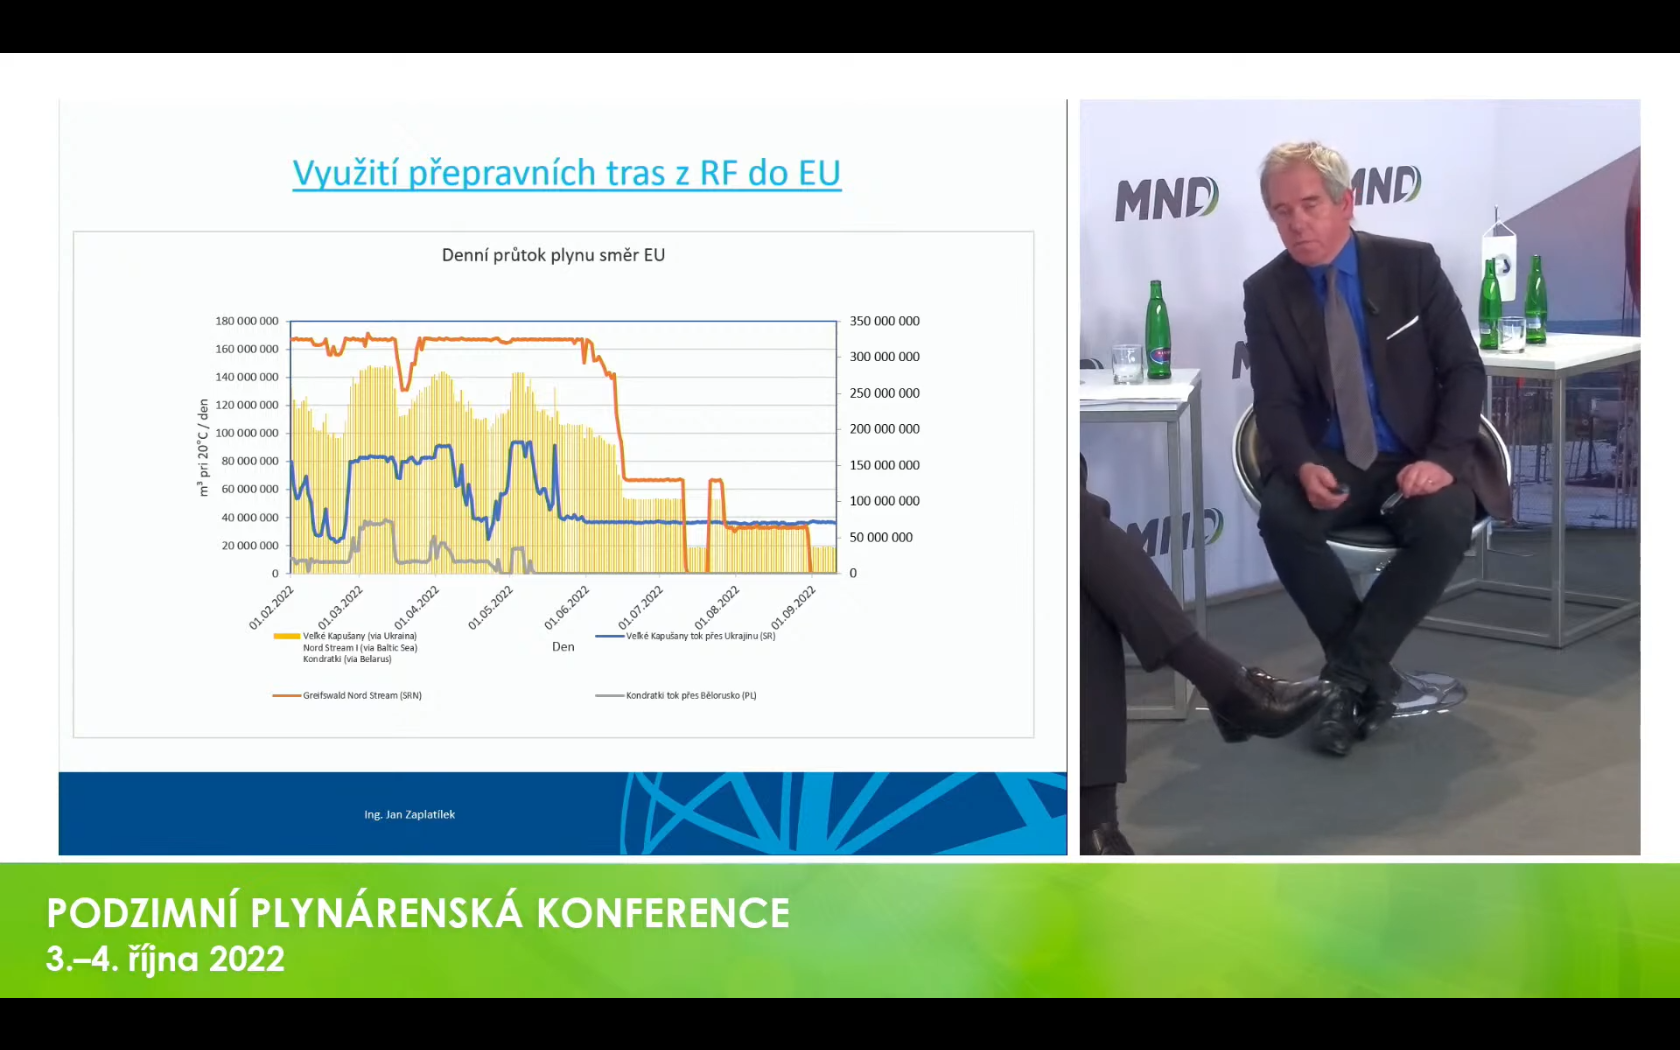 Využití přepravních tras z RF do EU
Denní průtok plynu směr EU
m³ pri 20°C / den
180 000 000
160 000 000
140 000 000
120 000 000
100 000 000
80 000 000
60 000 000
40 000 000
20 000 000
0
350 000 000
300 000 000
250 000 000
200 000 000
150 000 000
100 000 000
50 000 000
0
01.02.2022
01.03.2022
01.04.2022
01.05.2022
01.06.2022
01.07.2022
01.08.2022
01.09.2022
Den
Veľké Kapušany (via Ukraina)
Nord Stream I (via Baltic Sea)
Kondratki (via Belarus)
Veľké Kapušany tok přes Ukrajinu (SR)
Greifswald Nord Stream (SRN)
Kondratki tok přes Bělorusko (PL)
Ing. Jan Zaplatílek
MND
MND
MND
PODZIMNÍ PLYNÁRENSKÁ KONFERENCE
3.–4. října 2022